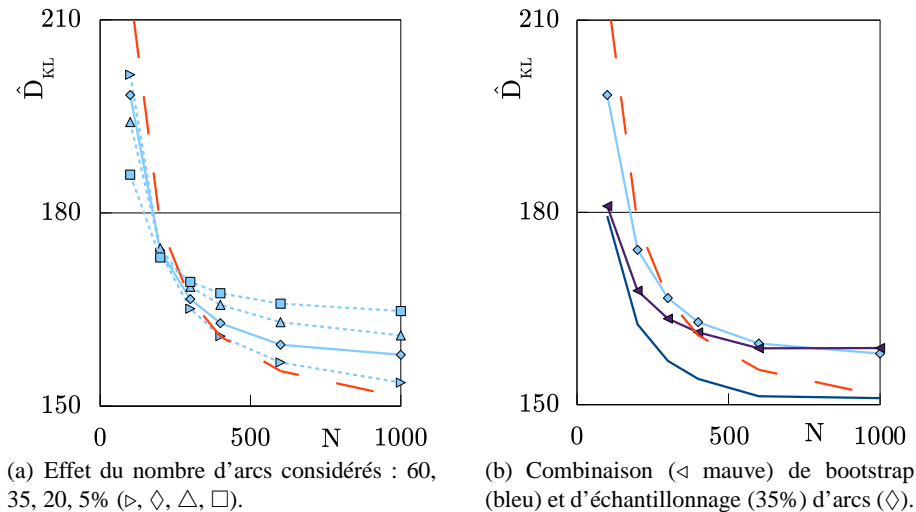 210
D̂KL
180
150
0
500
N
1000
(a) Effet du nombre d'arcs considérés : 60,
35, 20, 5% (▹, ◇, △, □).
210
D̂KL
180
150
0
500
N
1000
(b) Combinaison (◃ mauve) de bootstrap
(bleu) et d'échantillonnage (35%) d'arcs (◇).